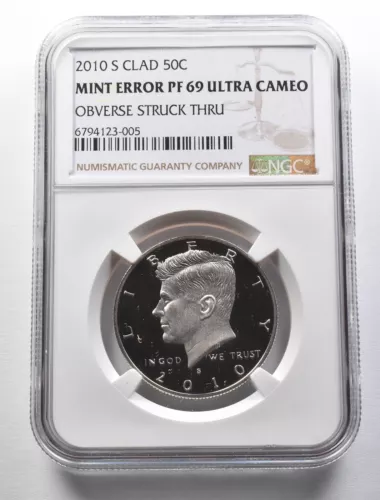 2010 S CLAD 50C
MINT ERROR PF 69 ULTRA CAMEO
OBVERSE STRUCK THRU
6794123-005
NUMISMATIC GUARANTY COMPANY
NGC
LIBERTY
IN GOD WE TRUST
S
2010